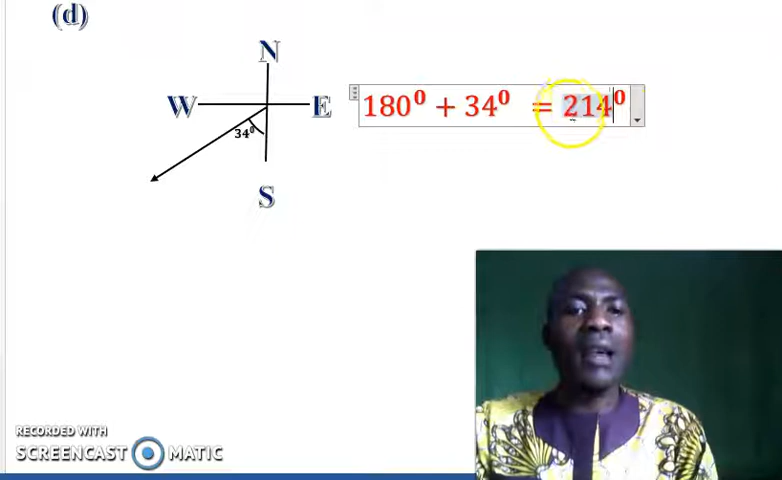 (d)
N
W E 180⁰ + 34⁰ = 214⁰
34⁰
S
RECORDED WITH
SCREENCAST MATIC